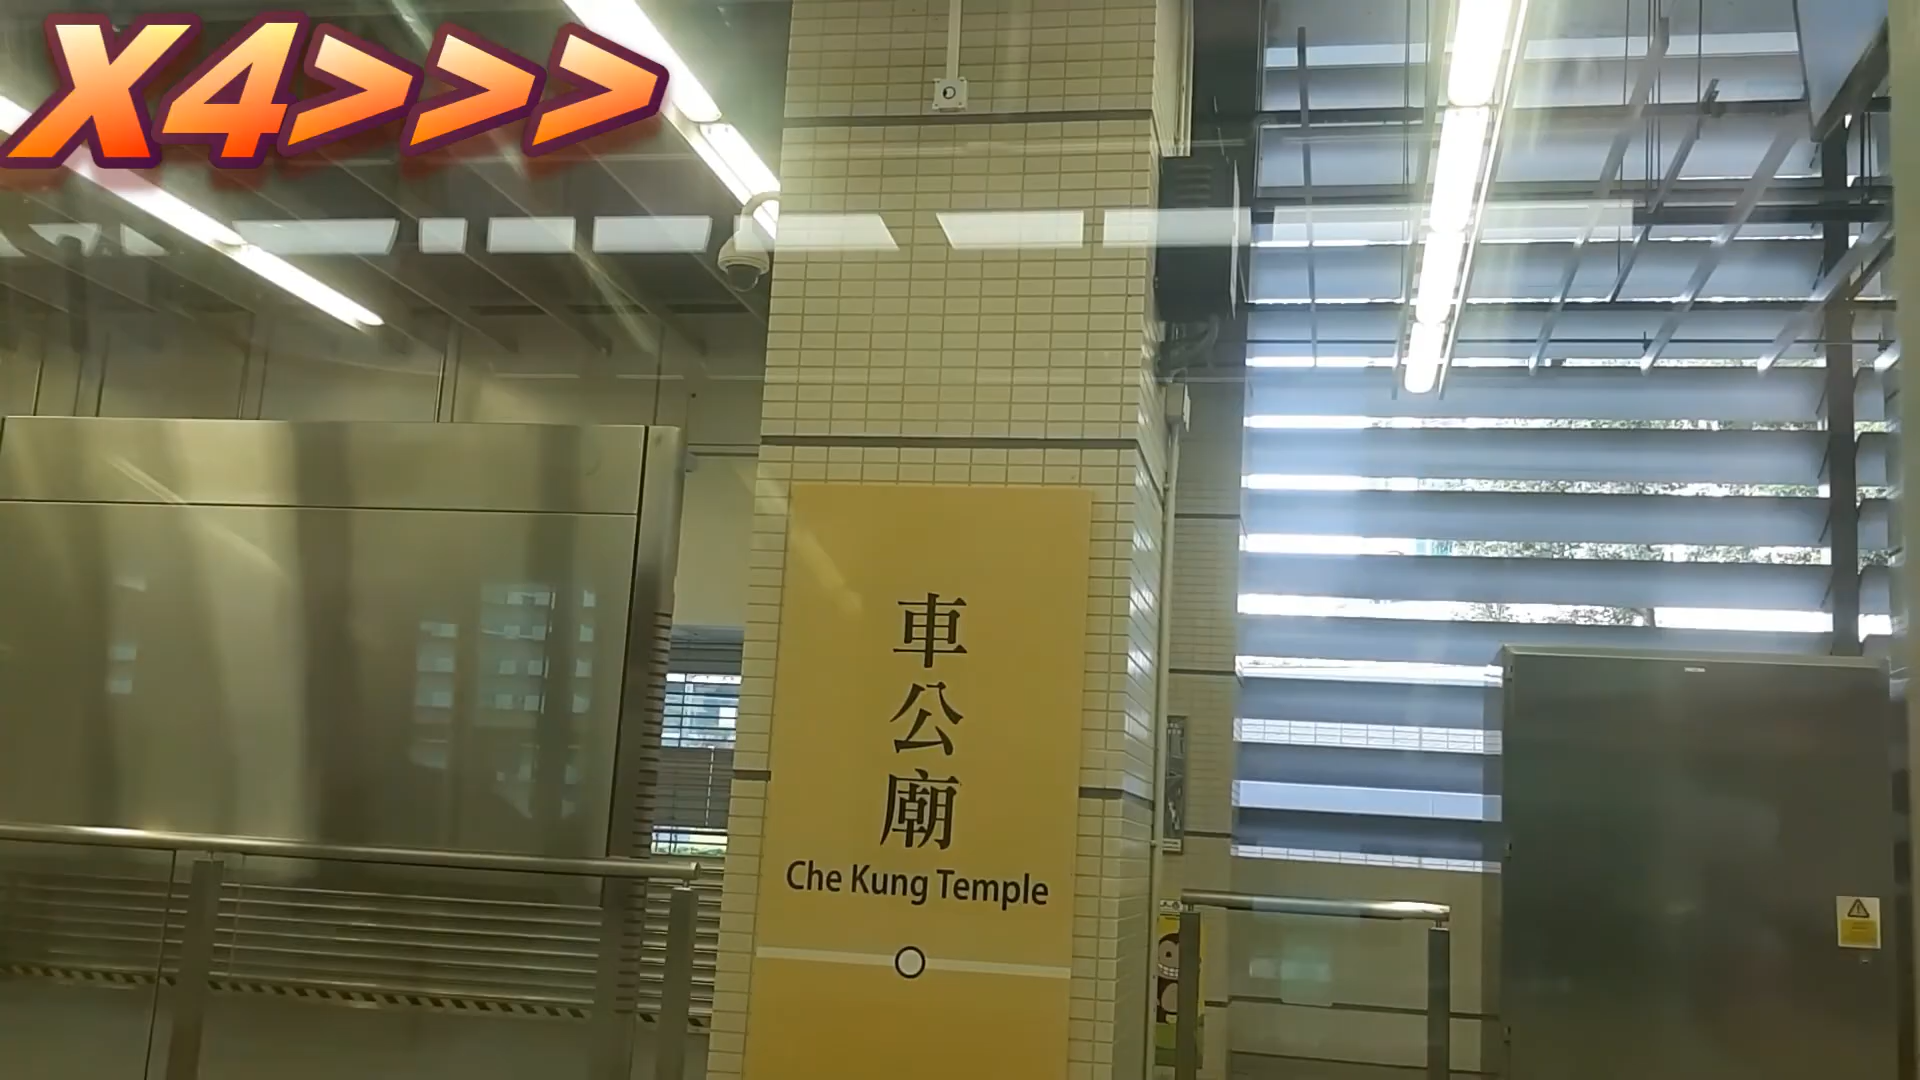 X4>>>
車公廟
Che Kung Temple